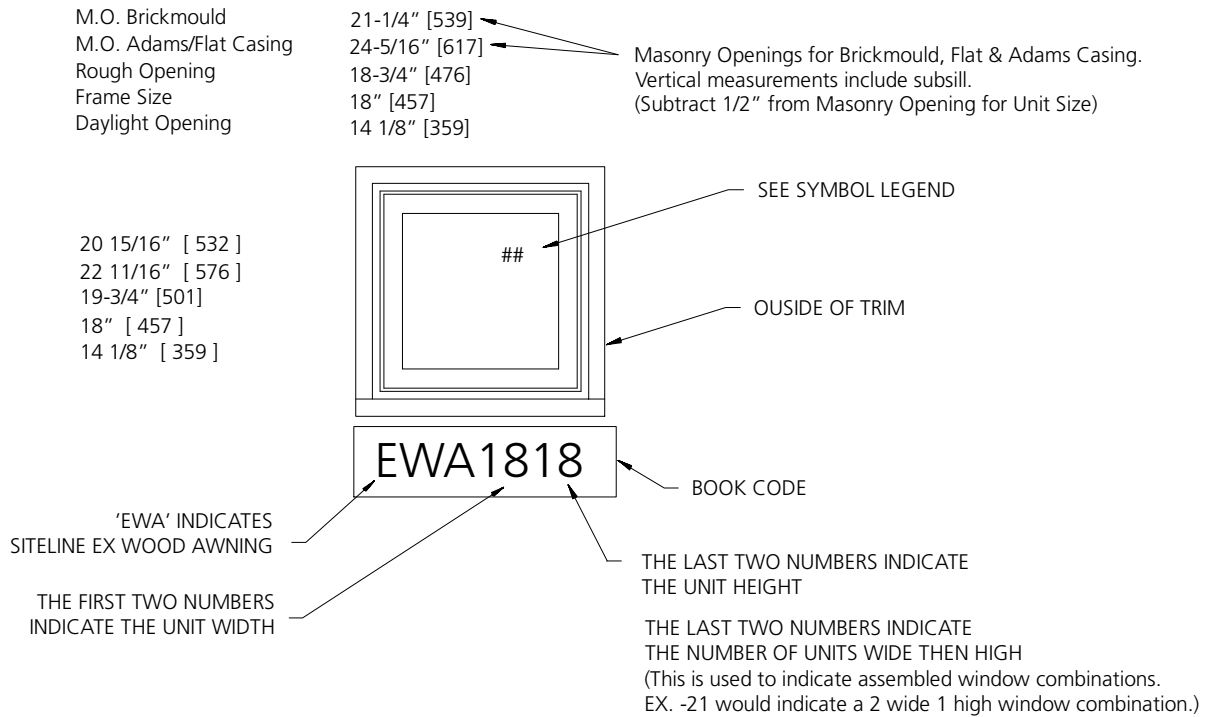 M.O. Brickmould 21-1/4” [539]
M.O. Adams/Flat Casing 24-5/16” [617]
Rough Opening 18-3/4” [476]
Frame Size 18” [457]
Daylight Opening 14 1/8” [359]
Masonry Openings for Brickmould, Flat & Adams Casing.
Vertical measurements include subsill.
(Subtract 1/2” from Masonry Opening for Unit Size)
SEE SYMBOL LEGEND
20 15/16” [ 532 ]
22 11/16” [ 576 ]
19-3/4” [501]
18” [ 457 ]
14 1/8” [ 359 ]
##
OUSIDE OF TRIM
EWA1818
BOOK CODE
’EWA’ INDICATES
SITELINE EX WOOD AWNING
THE FIRST TWO NUMBERS
INDICATE THE UNIT WIDTH
THE LAST TWO NUMBERS INDICATE
THE UNIT HEIGHT
THE LAST TWO NUMBERS INDICATE
THE NUMBER OF UNITS WIDE THEN HIGH
(This is used to indicate assembled window combinations.
EX. -21 would indicate a 2 wide 1 high window combination.)